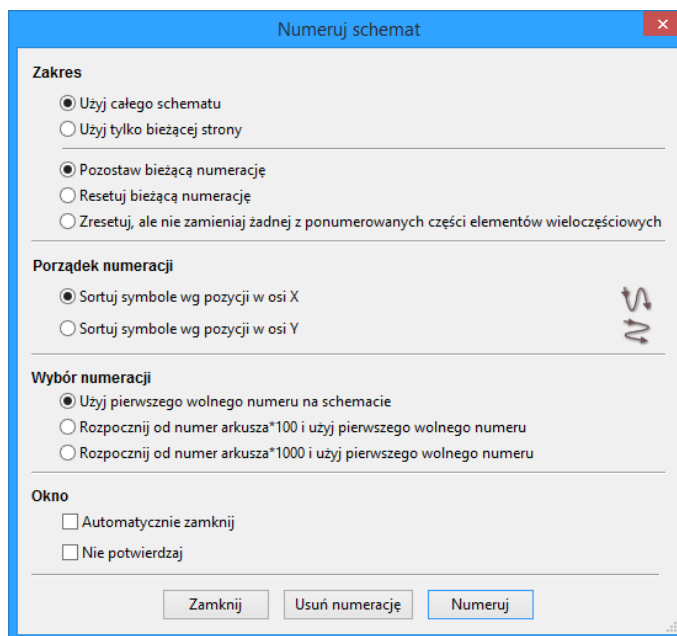 Numeruj schemat
Zakres
Użyj całego schematu
Użyj tylko bieżącej strony
Pozostaw bieżącą numerację
Resetuj bieżącą numerację
Zresetuj, ale nie zamieniaj żadnej z ponumerowanych części elementów wieloczęściowych
Porządek numeracji
Sortuj symbole wg pozycji w osi X
Sortuj symbole wg pozycji w osi Y
Wybór numeracji
Użyj pierwszego wolnego numeru na schemacie
Rozpocznij od numer arkusza*100 i użyj pierwszego wolnego numeru
Rozpocznij od numer arkusza*1000 i użyj pierwszego wolnego numeru
Okno
Automatycznie zamknij
Nie potwierdzaj
Zamknij Usuń numerację Numeruj